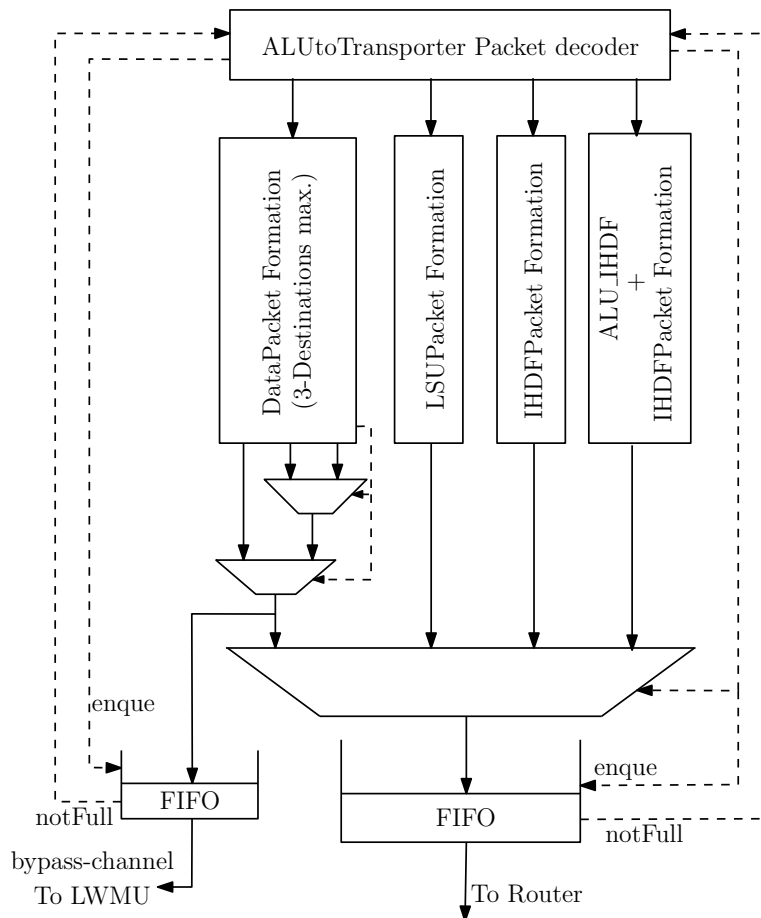 ALUtoTransporter Packet decoder
DataPacket Formation
(3-Destinations max.)
LSUPacket Formation
IHDFPacket Formation
ALU_IHDF
+
IHDFPacket Formation
enque
FIFO
notFull
bypass-channel
To LWMU
enque
FIFO
notFull
To Router